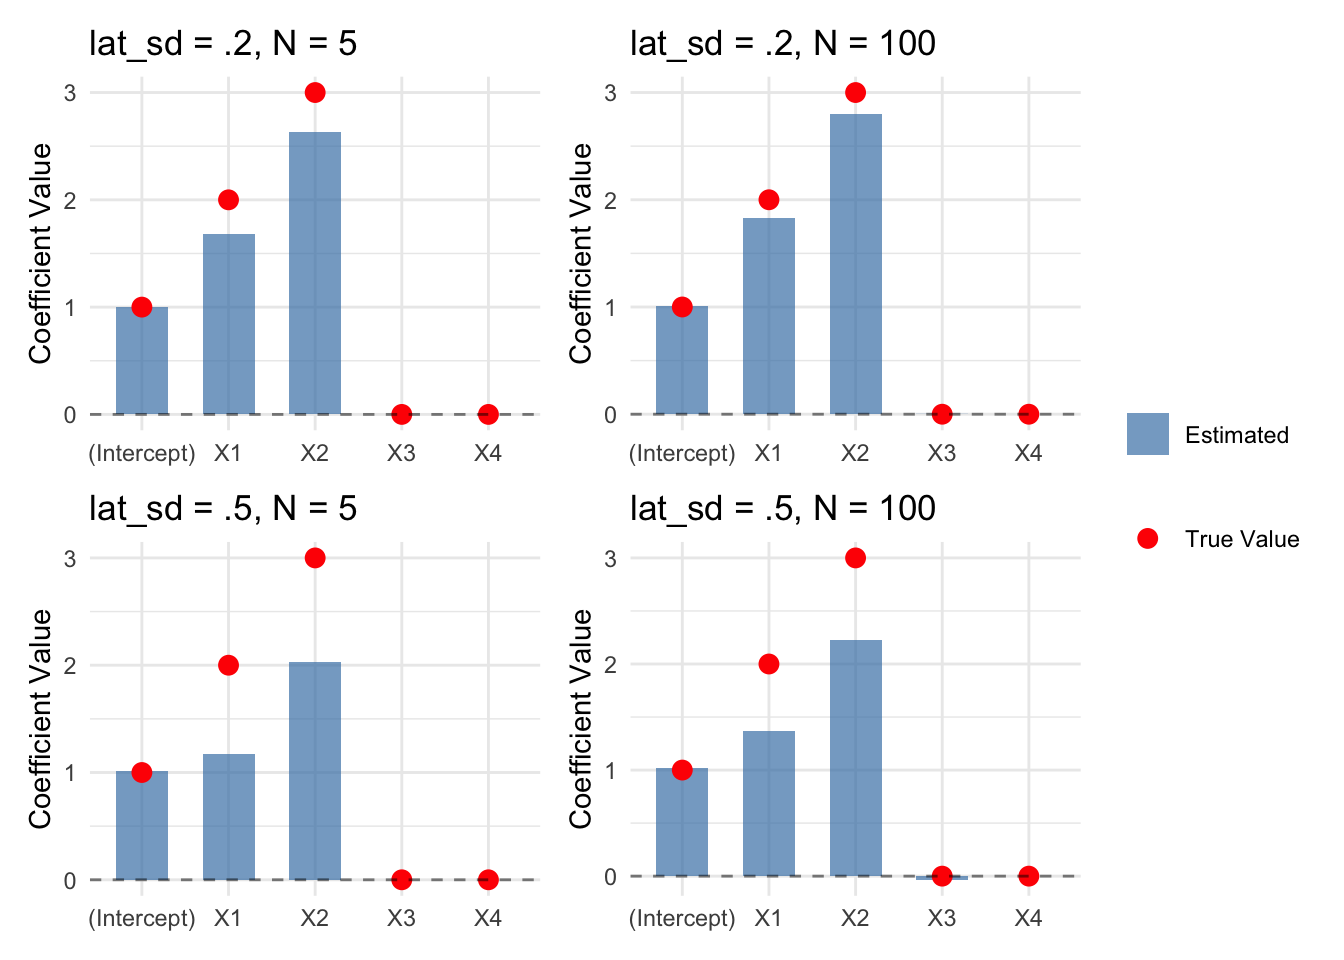 lat_sd = .2, N = 5
Coefficient Value
3
2
1
0
(Intercept) X1 X2 X3 X4
lat_sd = .2, N = 100
Coefficient Value
3
2
1
0
(Intercept) X1 X2 X3 X4
lat_sd = .5, N = 5
Coefficient Value
3
2
1
0
(Intercept) X1 X2 X3 X4
lat_sd = .5, N = 100
Coefficient Value
3
2
1
0
(Intercept) X1 X2 X3 X4
Estimated
True Value